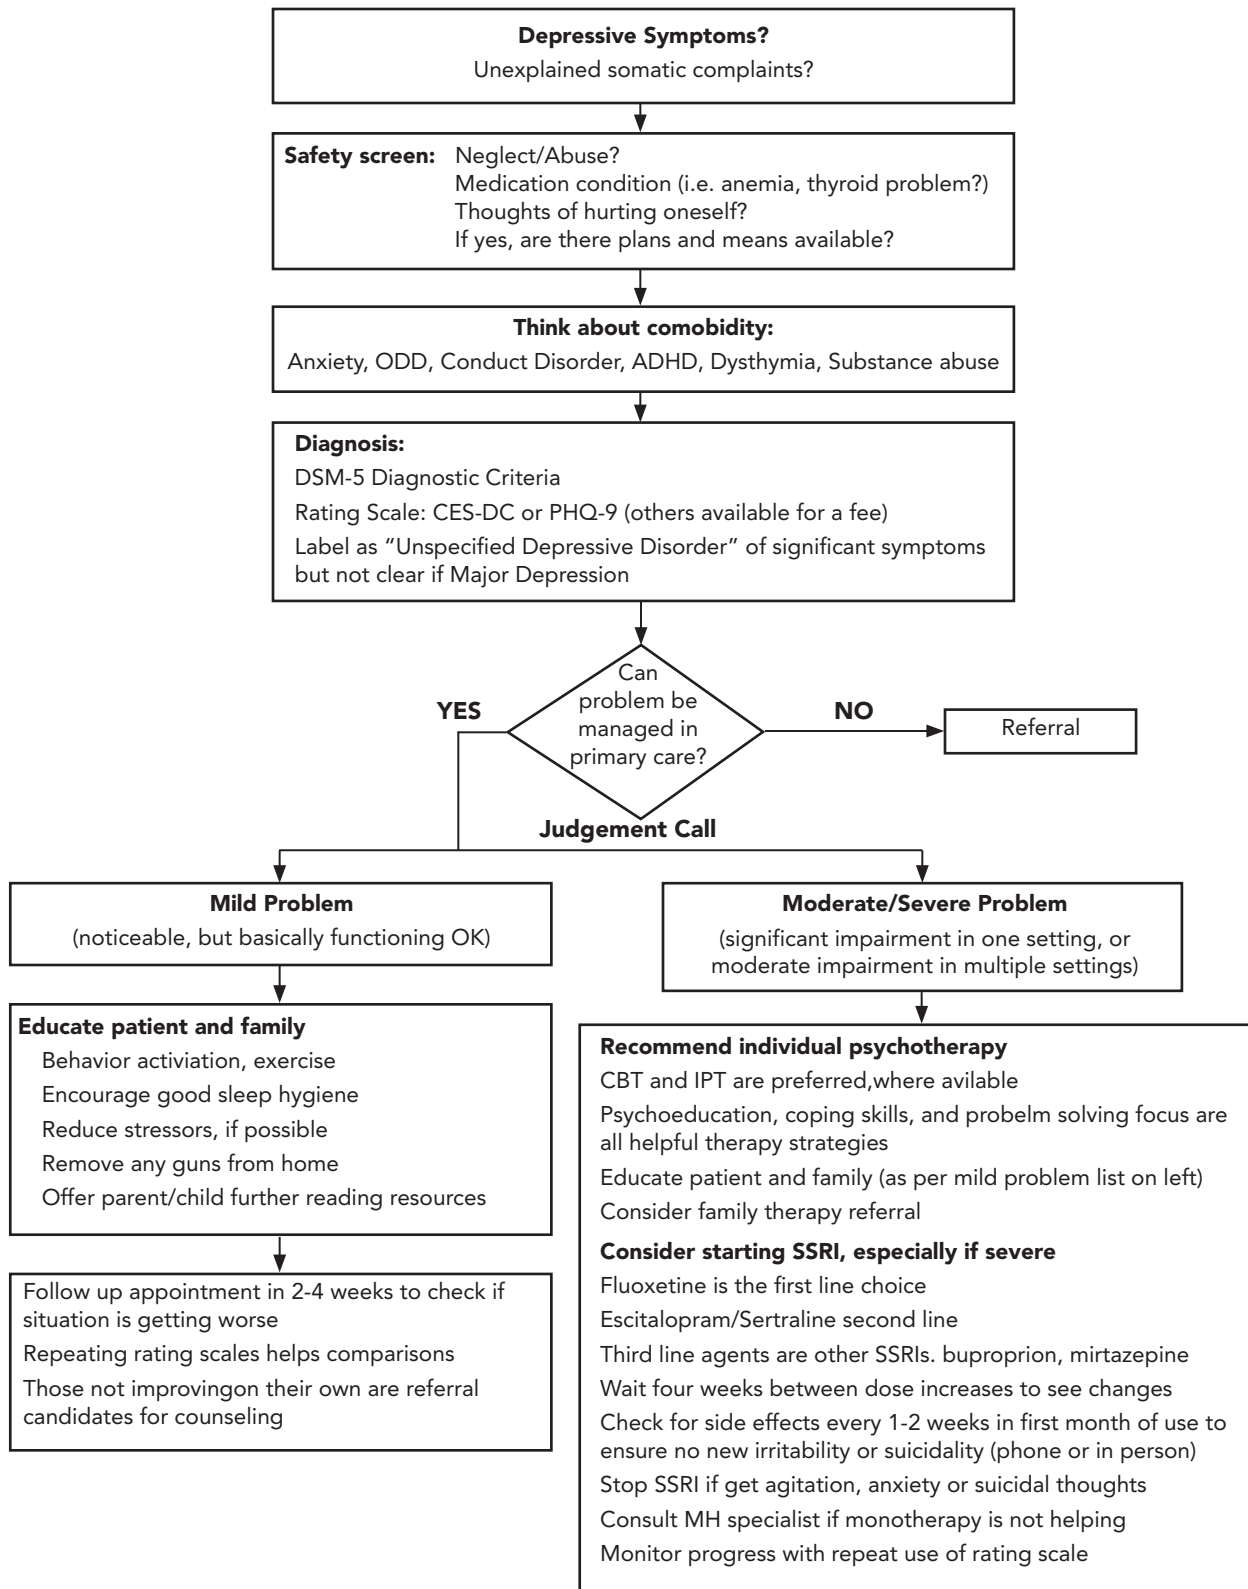 Depressive Symptoms?
Unexplained somatic complaints?
Safety screen: Neglect/Abuse?
Medication condition (i.e. anemia, thyroid problem?)
Thoughts of hurting oneself?
If yes, are there plans and means available?
Think about comobidity:
Anxiety, ODD, Conduct Disorder, ADHD, Dysthymia, Substance abuse
Diagnosis:
DSM-5 Diagnostic Criteria
Rating Scale: CES-DC or PHQ-9 (others available for a fee)
Label as “Unspecified Depressive Disorder” of significant symptoms
but not clear if Major Depression
Can
problem be
managed in
primary care?
YES
NO
Referral
Judgement Call
Mild Problem
(noticeable, but basically functioning OK)
Educate patient and family
Behavior activiation, exercise
Encourage good sleep hygiene
Reduce stressors, if possible
Remove any guns from home
Offer parent/child further reading resources
Follow up appointment in 2-4 weeks to check if
situation is getting worse
Repeating rating scales helps comparisons
Those not improvingon their own are referral
candidates for counseling
Moderate/Severe Problem
(significant impairment in one setting, or
moderate impairment in multiple settings)
Recommend individual psychotherapy
CBT and IPT are preferred,where avilable
Psychoeducation, coping skills, and probelm solving focus are
all helpful therapy strategies
Educate patient and family (as per mild problem list on left)
Consider family therapy referral
Consider starting SSRI, especially if severe
Fluoxetine is the first line choice
Escitalopram/Sertraline second line
Third line agents are other SSRIs. buproprion, mirtazepine
Wait four weeks between dose increases to see changes
Check for side effects every 1-2 weeks in first month of use to
ensure no new irritability or suicidality (phone or in person)
Stop SSRI if get agitation, anxiety or suicidal thoughts
Consult MH specialist if monotherapy is not helping
Monitor progress with repeat use of rating scale